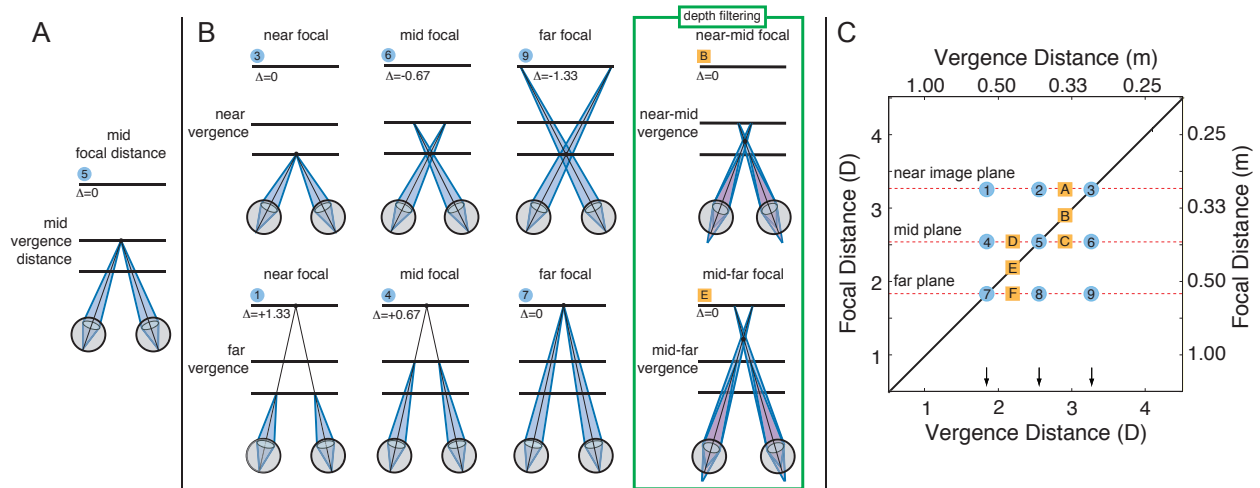 A
mid
focal distance
5
Δ=0
mid
vergence
distance
B
near focal
3
Δ=0
mid focal
6
Δ=-0.67
far focal
9
Δ=-1.33
near
vergence
near focal
1
Δ=+1.33
mid focal
4
Δ=+0.67
far focal
7
Δ=0
far
vergence
depth filtering
near-mid focal
B
Δ=0
near-mid
vergence
mid-far focal
E
Δ=0
mid-far
vergence
C
Vergence Distance (m)
1.00 0.50 0.33 0.25
Focal Distance (D)
4
3
2
1
near image plane
1 2 A 3
B
mid plane
4 D 5 C 6
E
far plane
7 F 8 9
0.25
0.33
0.50
1.00
Focal Distance (m)
1 2 3 4
Vergence Distance (D)